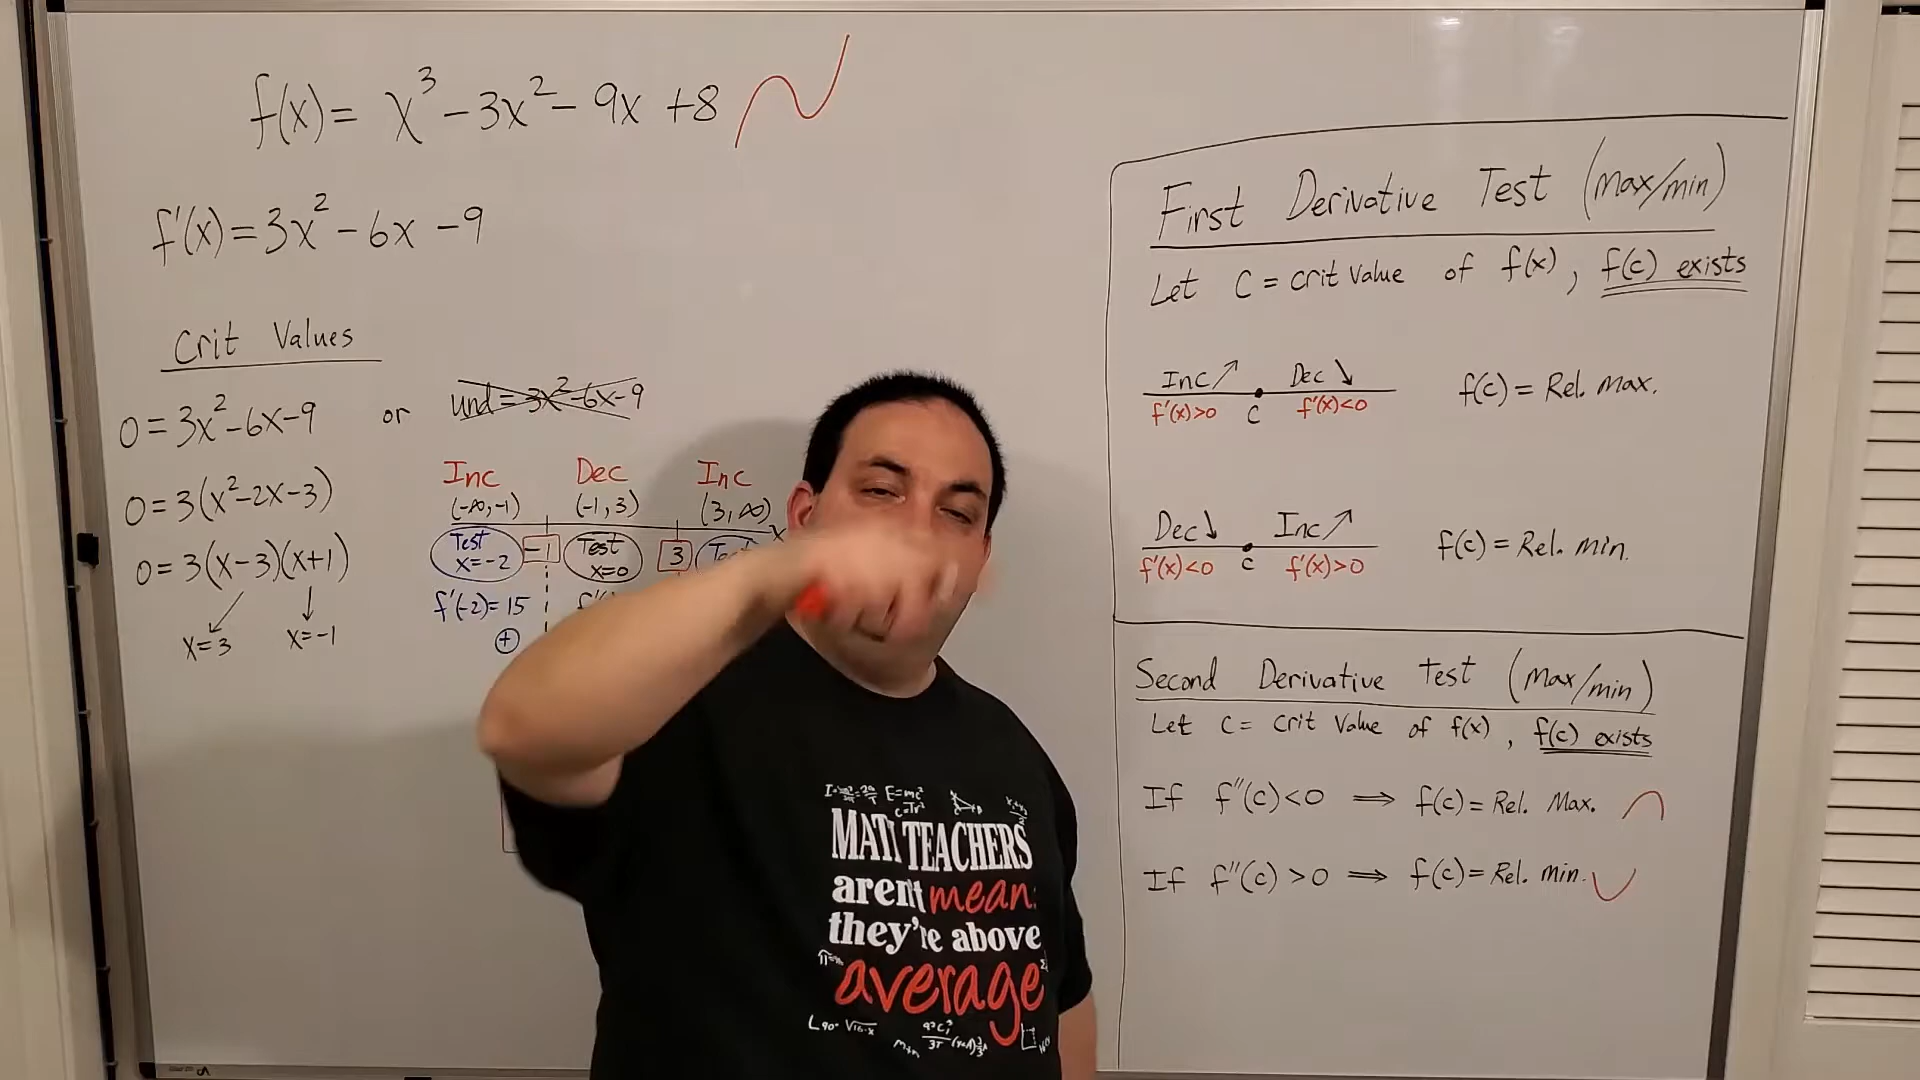 f(x) = x³ - 3x² - 9x + 8
f'(x) = 3x² - 6x - 9
Crit Values
0 = 3x² - 6x - 9 or und = 3x² - 6x - 9
0 = 3(x² - 2x - 3)
0 = 3(x - 3)(x + 1)
x = 3 x = -1
Inc Dec Inc
(-∞, -1) (-1, 3) (3, ∞)
Test x = -2 -1 Test x = 0 3
f'(-2) = 15
+
First Derivative Test (max/min)
Let C = crit value of f(x), f(c) exists
Inc ↗ Dec ↘ f(c) = Rel. max.
f'(x)>0 c f'(x)<0
Dec ↓ Inc ↗ f(c) = Rel. min.
f'(x)<0 c f'(x)>0
Second Derivative Test (max/min)
Let C = Crit Value of f(x), f(c) exists
If f''(c) < 0 ⟹ f(c) = Rel. Max.
If f''(c) > 0 ⟹ f(c) = Rel. min.
E=mc²
MATH TEACHERS
aren't mean:
they're above
average